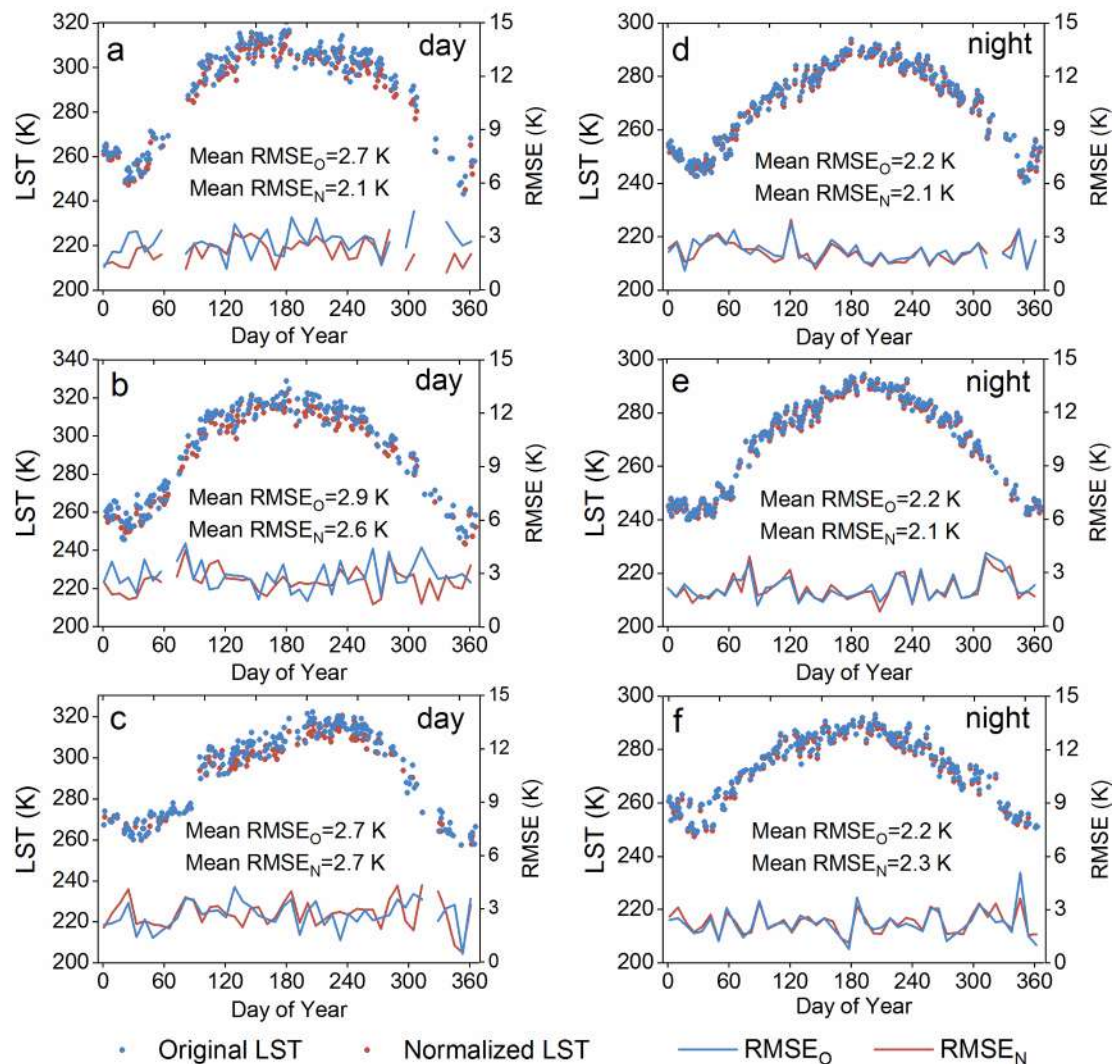 a
day
320
300
280
260
240
220
200
LST (K)
15
12
9
6
3
0
RMSE (K)
Mean RMSE_O=2.7 K
Mean RMSE_N=2.1 K
0 60 120 180 240 300 360
Day of Year
d
night
300
280
260
240
220
200
LST (K)
15
12
9
6
3
0
RMSE (K)
Mean RMSE_O=2.2 K
Mean RMSE_N=2.1 K
0 60 120 180 240 300 360
Day of Year
b
day
340
320
300
280
260
240
220
200
LST (K)
15
12
9
6
3
0
RMSE (K)
Mean RMSE_O=2.9 K
Mean RMSE_N=2.6 K
0 60 120 180 240 300 360
Day of Year
e
night
300
280
260
240
220
200
LST (K)
15
12
9
6
3
0
RMSE (K)
Mean RMSE_O=2.2 K
Mean RMSE_N=2.1 K
0 60 120 180 240 300 360
Day of Year
c
day
320
300
280
260
240
220
200
LST (K)
15
12
9
6
3
0
RMSE (K)
Mean RMSE_O=2.7 K
Mean RMSE_N=2.7 K
0 60 120 180 240 300 360
Day of Year
f
night
300
280
260
240
220
200
LST (K)
15
12
9
6
3
0
RMSE (K)
Mean RMSE_O=2.2 K
Mean RMSE_N=2.3 K
0 60 120 180 240 300 360
Day of Year
Original LST Normalized LST RMSE_O RMSE_N